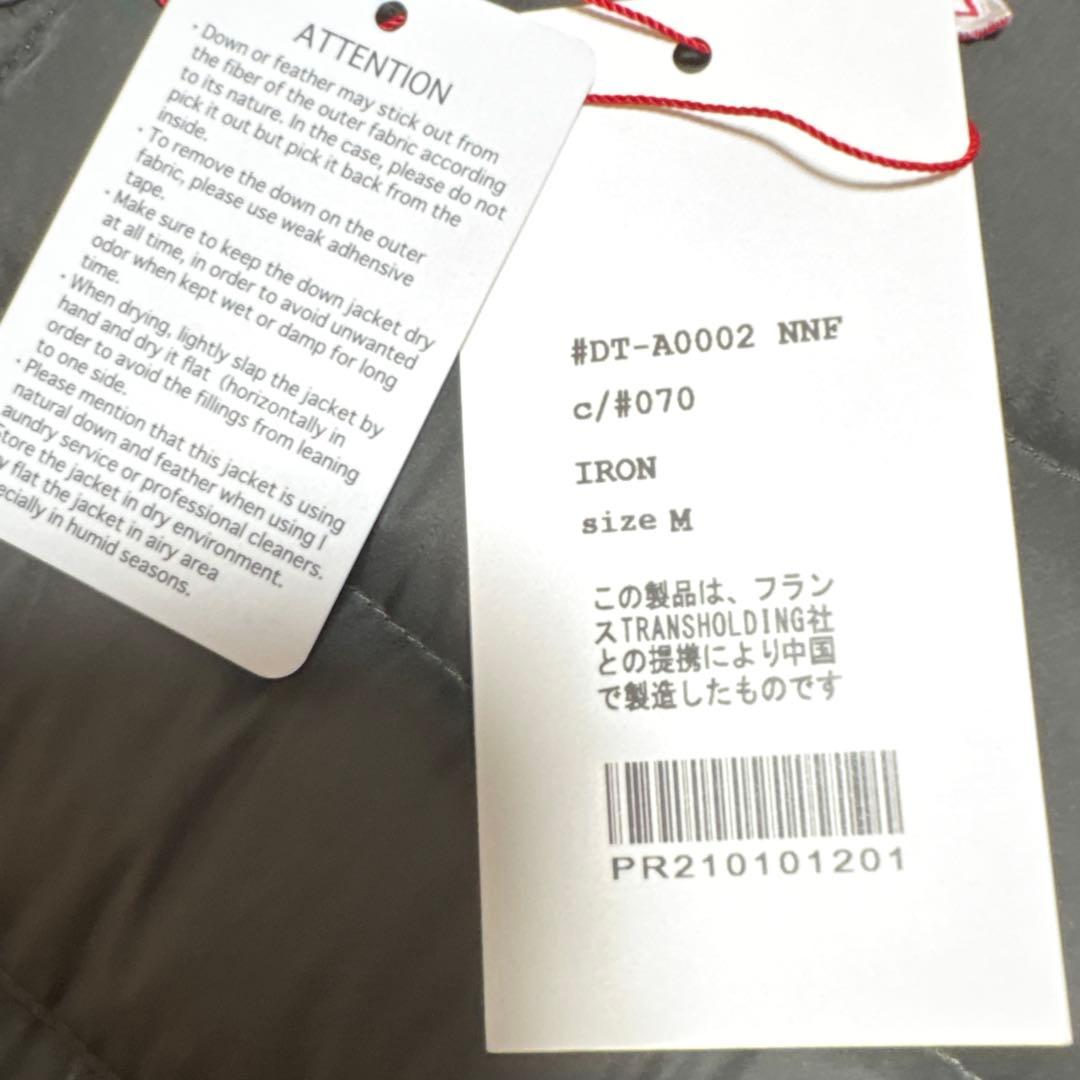 ATTENTION
· Down or feather may stick out from
the fiber of the outer fabric according
to its nature. In the case, please do not
pick it out but pick it back from the
inside.
· To remove the down on the outer
fabric, please use weak adhensive
tape.
· Make sure to keep the down jacket dry
at all time, in order to avoid unwanted
odor when kept wet or damp for long
time.
· When drying, lightly slap the jacket by
hand and dry it flat (horizontally in
order to avoid the fillings from leaning
to one side.
· Please mention that this jacket is using
natural down and feather when using l
aundry service or professional cleaners.
tore the jacket in dry environment.
y flat the jacket in airy area
ecially in humid seasons.
#DT-A0002 NNF
c/#070
IRON
size M
この製品は、フラン
スTRANSHOLDING社
との提携により中国
で製造したものです
PR210101201